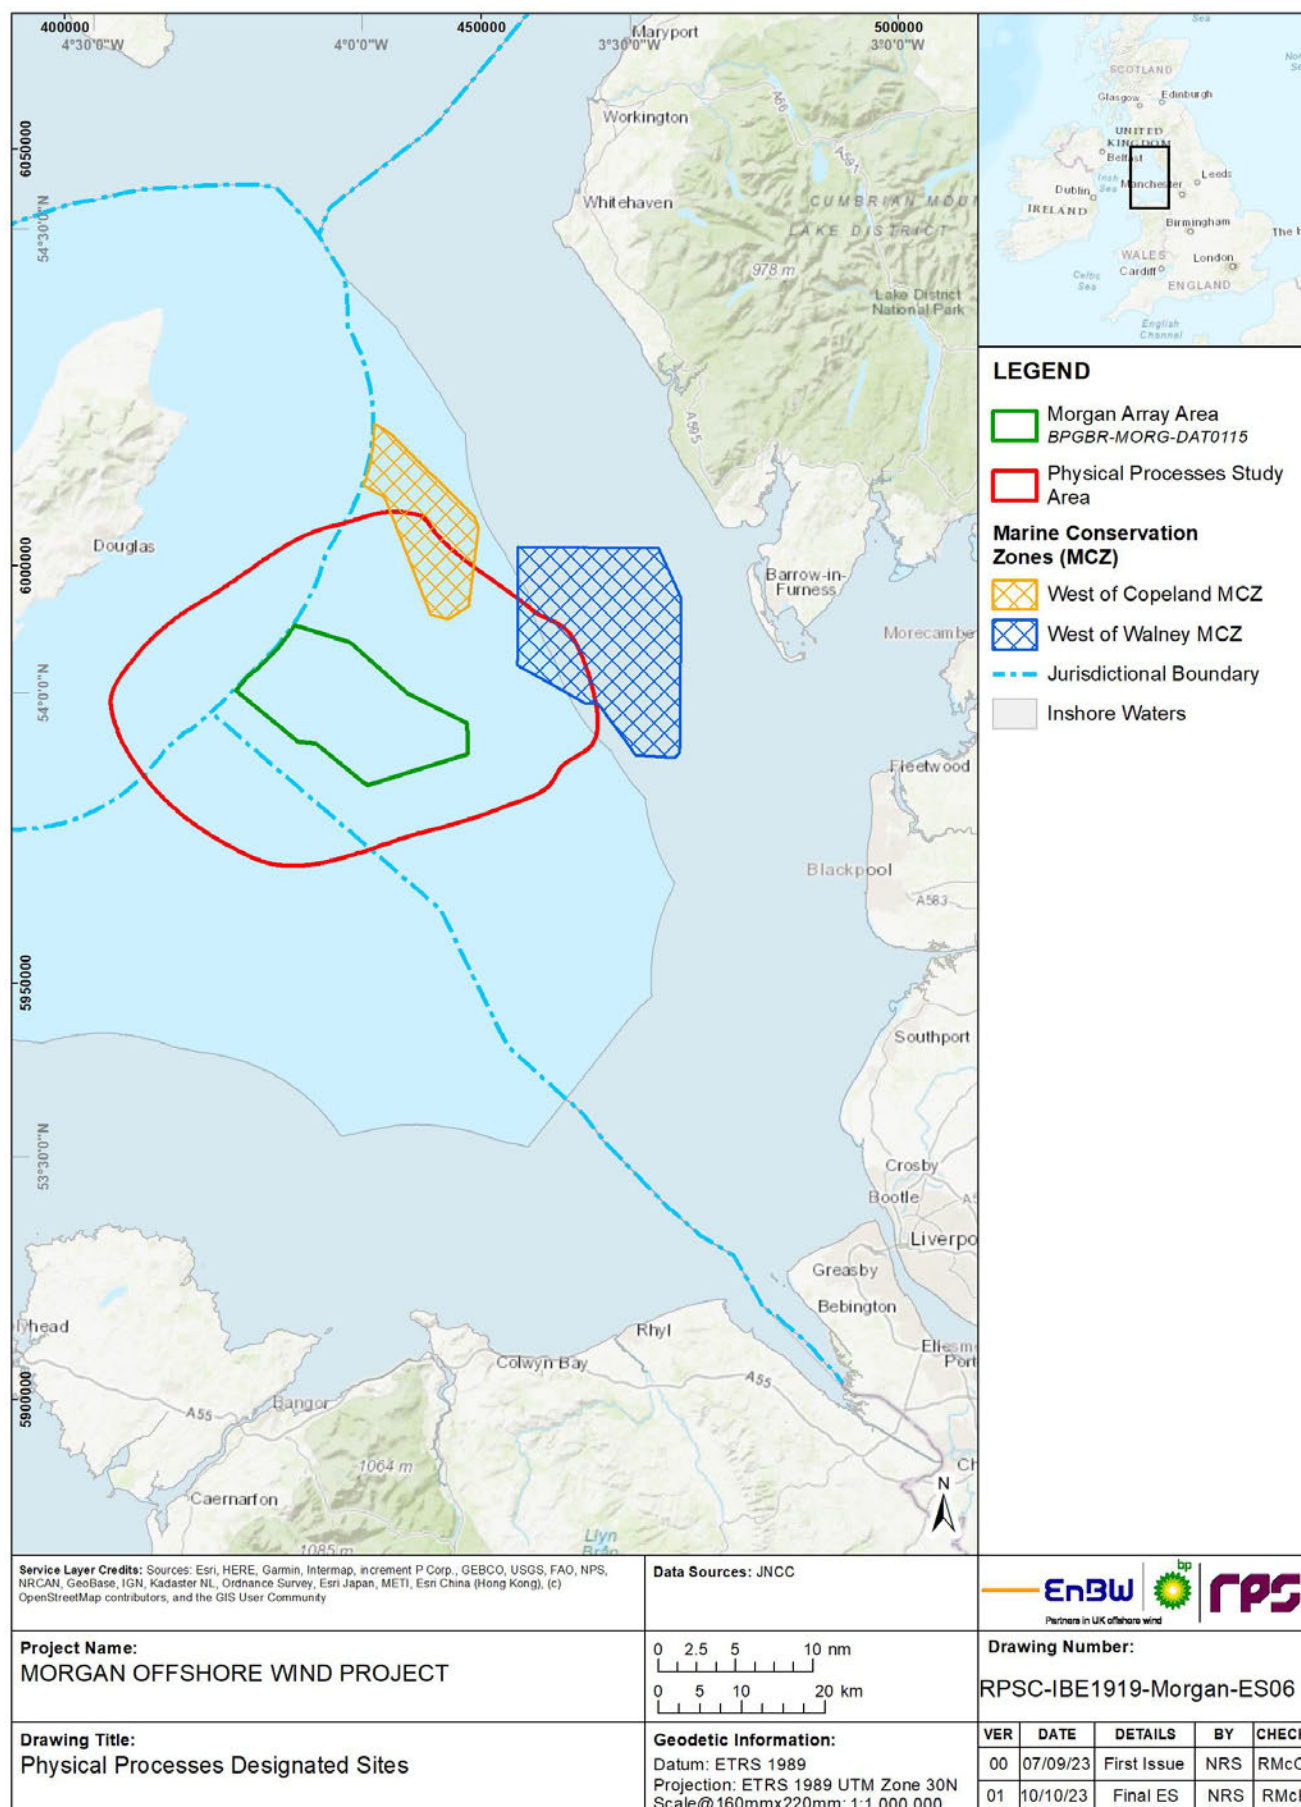 400000
450000
500000
4°30'0"W
4°0'0"W
3°30'0"W
3°0'0"W
Maryport
Workington
A66
A591
Whitehaven
CUMBRIAN MOUN
LAKE DISTRICT
978 m
Lake District
National Park
A595
Douglas
Barrow-in-
Furness
Morecambe
Fleetwood
Blackpool
A583
Southport
Crosby
Bootle
Liverpo
Greasby
Bebington
Ellesm
Port
Rhyl
Colwyn Bay
A55
lyhead
Bangor
A55
1064 m
Caernarfon
1085 m
Llyn
Brân
N
6050000
54°30'0"N
6000000
54°0'0"N
5950000
53°30'0"N
5900000
Sea
SCOTLAND
Glasgow
Edinburgh
UNITED
KINGDOM
Belfast
Irish
Sea
Manchester
Leeds
Dublin
IRELAND
Birmingham
The H
WALES
Cardiff
London
ENGLAND
Celtic
Sea
English
Channel
LEGEND
Morgan Array Area
BPGBR-MORG-DAT0115
Physical Processes Study
Area
Marine Conservation
Zones (MCZ)
West of Copeland MCZ
West of Walney MCZ
Jurisdictional Boundary
Inshore Waters
Service Layer Credits: Sources: Esri, HERE, Garmin, Intermap, increment P Corp., GEBCO, USGS, FAO, NPS,
NRCAN, GeoBase, IGN, Kadaster NL, Ordnance Survey, Esri Japan, METI, Esri China (Hong Kong), (c)
OpenStreetMap contributors, and the GIS User Community
Data Sources: JNCC
EnBW
Partners in UK offshore wind
bp
rps
Project Name:
MORGAN OFFSHORE WIND PROJECT
0 2.5 5 10 nm
0 5 10 20 km
Drawing Number:
RPSC-IBE1919-Morgan-ES06
Drawing Title:
Physical Processes Designated Sites
Geodetic Information:
Datum: ETRS 1989
Projection: ETRS 1989 UTM Zone 30N
Scale@160mmx220mm: 1:1,000,000
VER DATE DETAILS BY CHECK
00 07/09/23 First Issue NRS RMcC
01 10/10/23 Final ES NRS